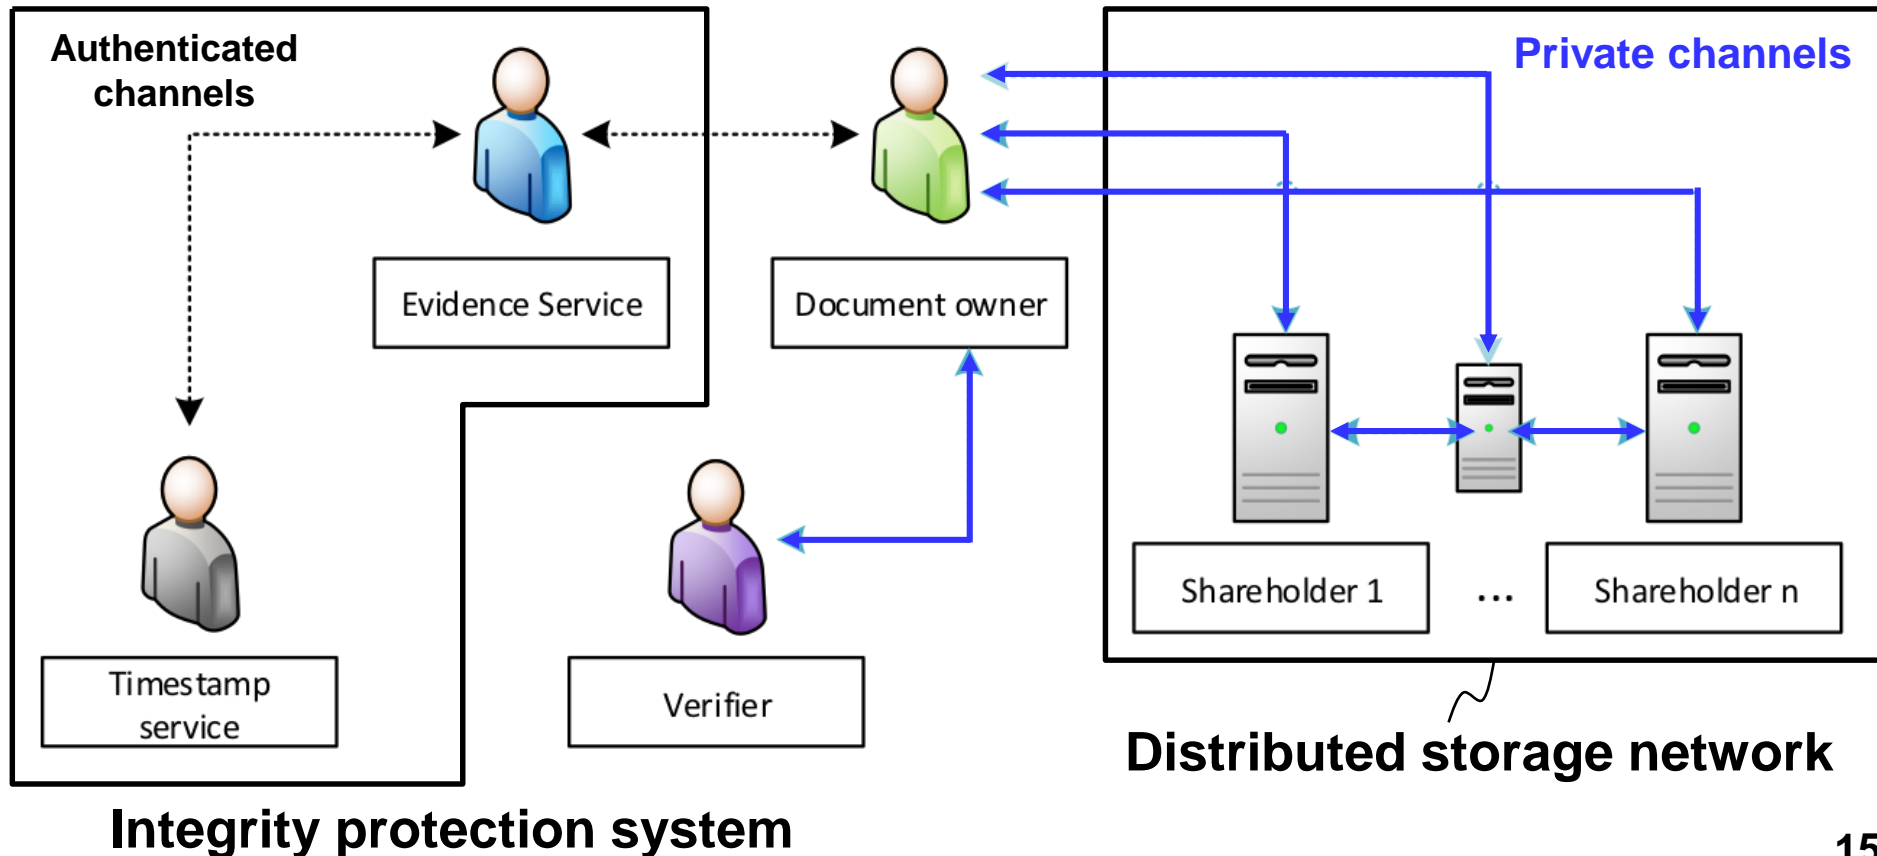 Authenticated
channels
Private channels
Evidence Service
Document owner
Shareholder 1
...
Shareholder n
Timestamp
service
Verifier
Distributed storage network
Integrity protection system
15